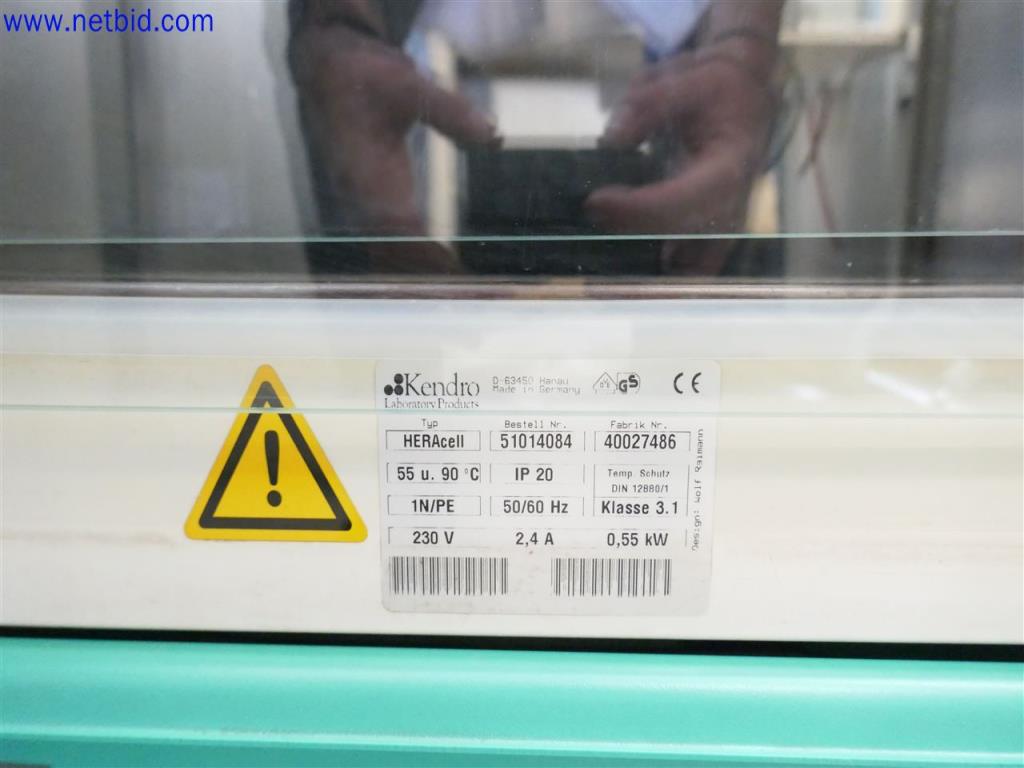 www.netbid.com
Kendro
Laboratory Products
D-63450 Hanau
Made in Germany
GS
CE
Typ Bestell Nr. Fabrik Nr.
HERAcell 51014084 40027486
55 u. 90 °C IP 20 Temp. Schutz
DIN 12880/1
1N/PE 50/60 Hz Klasse 3.1
230 V 2,4 A 0,55 kW
Design: Wolf Raimann